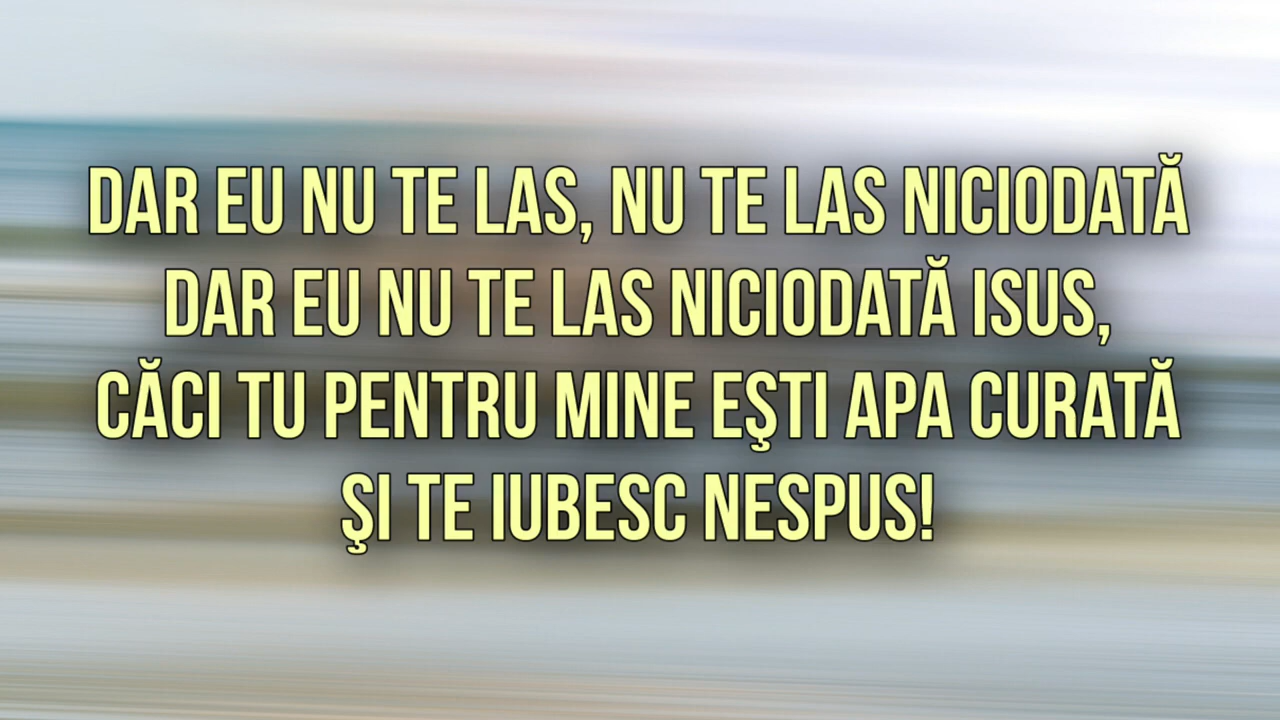 DAR EU NU TE LAS, NU TE LAS NICIODATĂ
DAR EU NU TE LAS NICIODATĂ ISUS,
CĂCI TU PENTRU MINE EŞTI APA CURATĂ
ŞI TE IUBESC NESPUS!